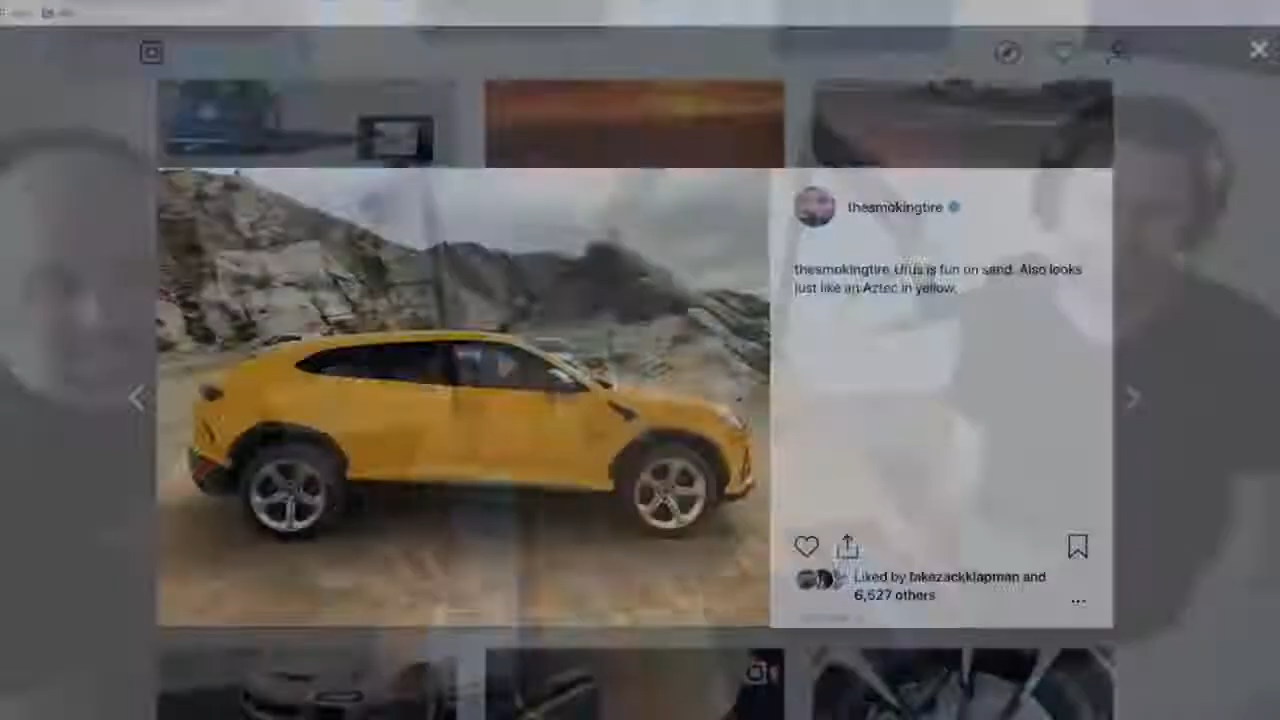 thesmokingtire
thesmokingtire Urus is fun on sand. Also looks
just like an Aztec in yellow.
Liked by fakezackklapman and
6,527 others